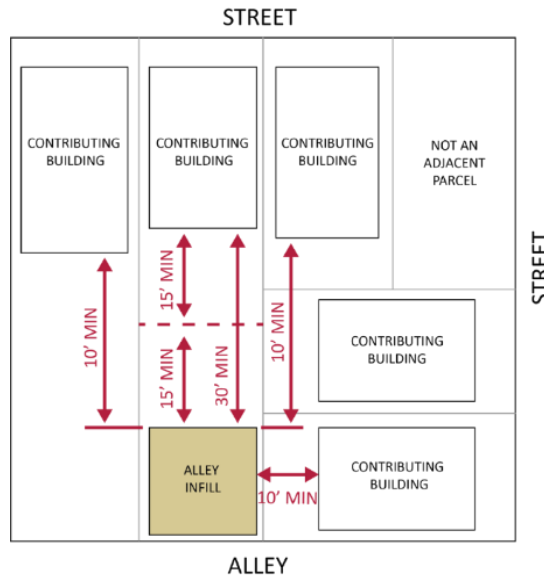 STREET
CONTRIBUTING
BUILDING
CONTRIBUTING
BUILDING
CONTRIBUTING
BUILDING
NOT AN
ADJACENT
PARCEL
STREET
10’ MIN
15’ MIN
15’ MIN
30’ MIN
10’ MIN
CONTRIBUTING
BUILDING
ALLEY
INFILL
10’ MIN
CONTRIBUTING
BUILDING
ALLEY